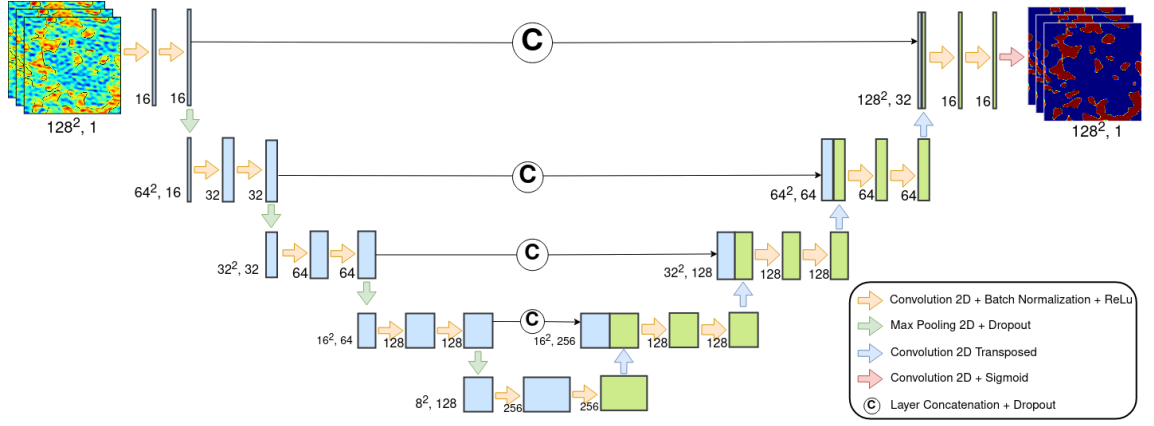 C
16 16
128², 32
16 16
128², 1
128², 1
C
64², 16
32
32
64², 64
64
64
C
32², 32
64
64
32², 128
128
128
C
16², 64
128
128
16², 256
128
128
8², 128
256
256
Convolution 2D + Batch Normalization + ReLu
Max Pooling 2D + Dropout
Convolution 2D Transposed
Convolution 2D + Sigmoid
C Layer Concatenation + Dropout